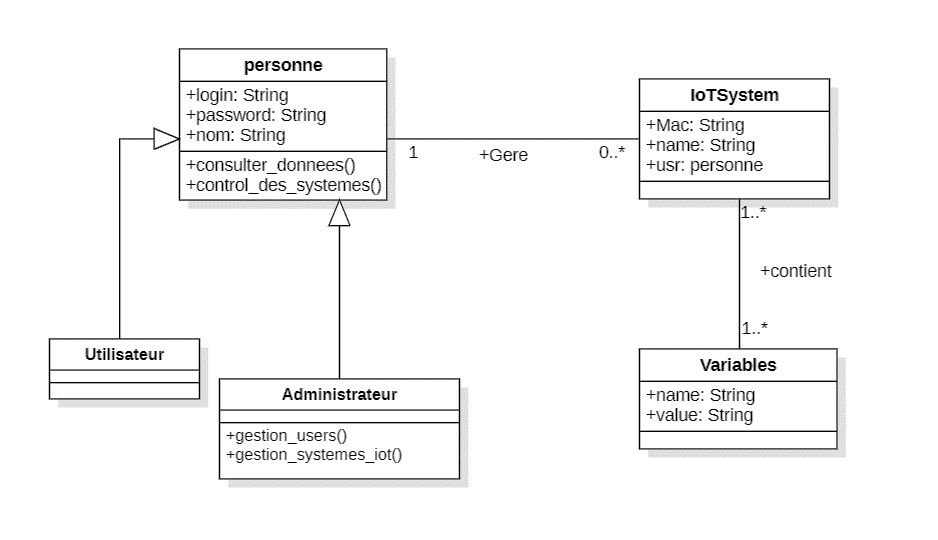 personne
+login: String
+password: String
+nom: String
+consulter_donnees()
+control_des_systemes()
1
+Gere
0..*
IoTSystem
+Mac: String
+name: String
+usr: personne
1..*
+contient
1..*
Variables
+name: String
+value: String
Utilisateur
Administrateur
+gestion_users()
+gestion_systemes_iot()